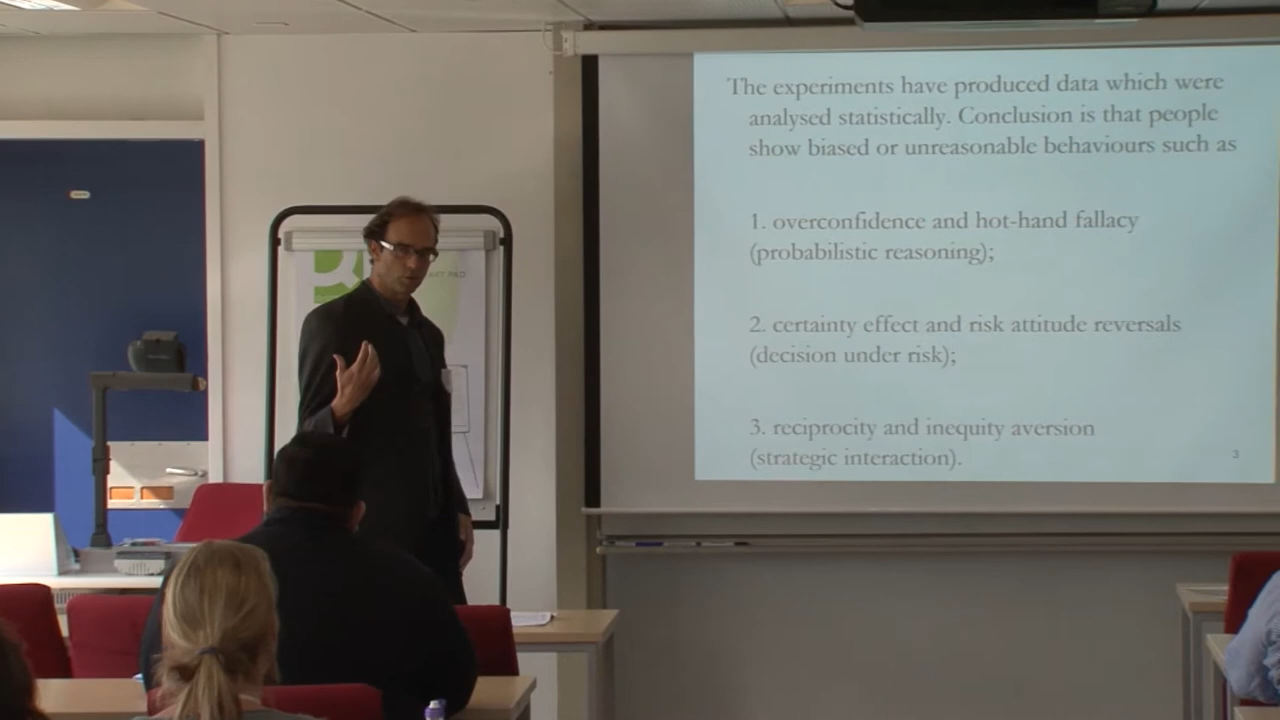 The experiments have produced data which were
analysed statistically. Conclusion is that people
show biased or unreasonable behaviours such as
1. overconfidence and hot-hand fallacy
(probabilistic reasoning);
2. certainty effect and risk attitude reversals
(decision under risk);
3. reciprocity and inequity aversion
(strategic interaction).
3